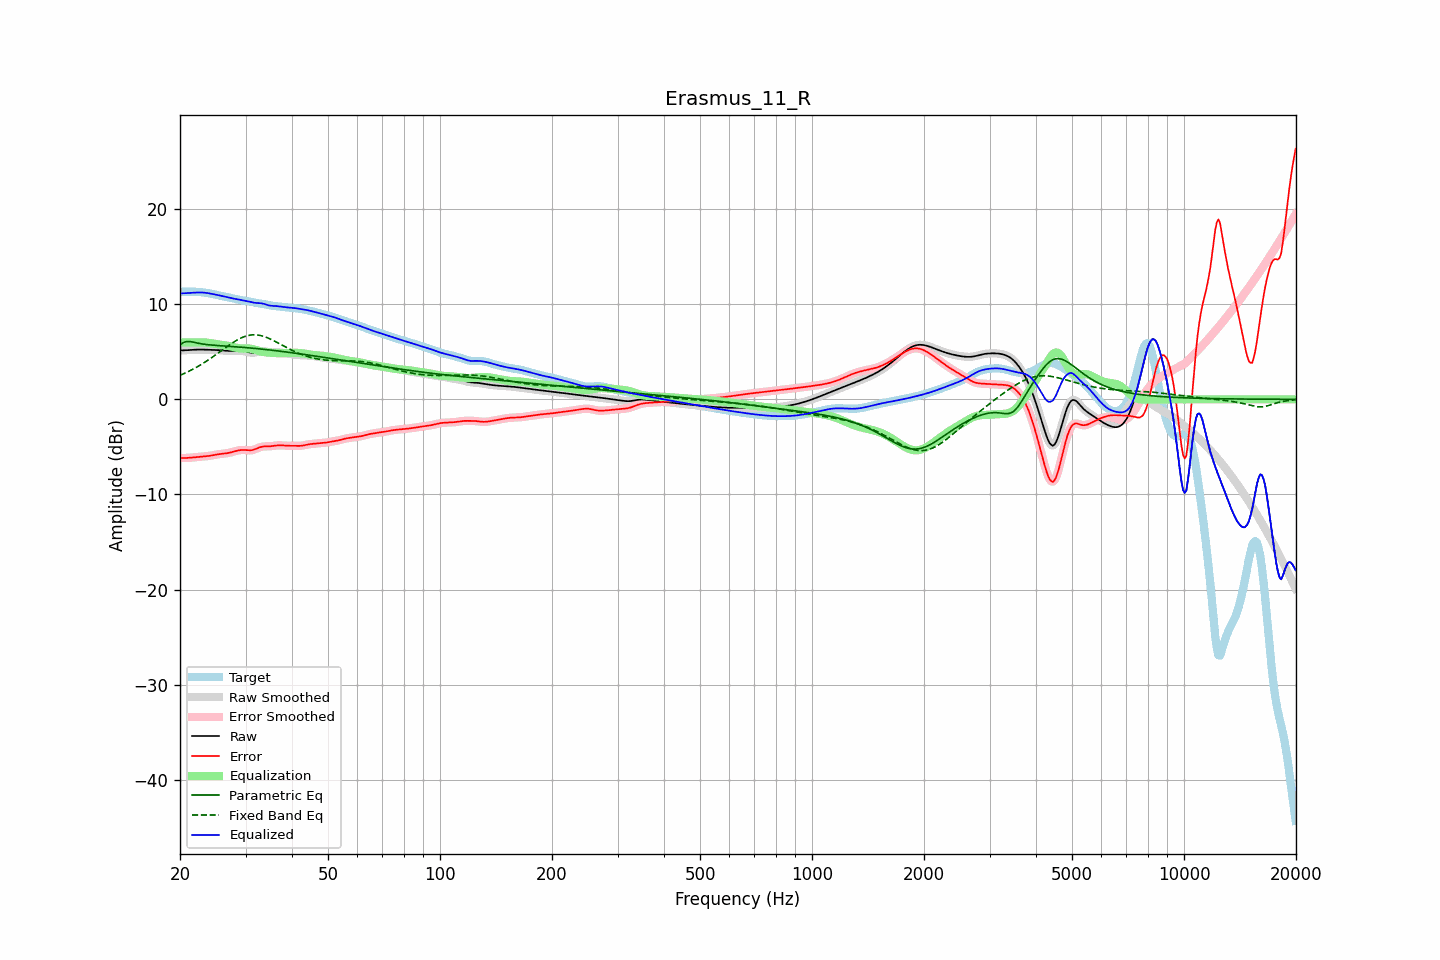 Erasmus_11_R
20
10
0
−10
−20
−30
−40
Amplitude (dBr)
Target
Raw Smoothed
Error Smoothed
Raw
Error
Equalization
Parametric Eq
Fixed Band Eq
Equalized
20 50 100 200 500 1000 2000 5000 10000 20000
Frequency (Hz)